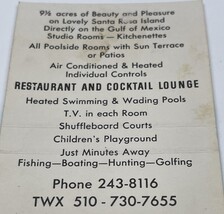 9½ acres of Beauty and Pleasure
on Lovely Santa Rosa Island
Directly on the Gulf of Mexico
Studio Rooms — Kitchenettes
All Poolside Rooms with Sun Terrace
or Patios
Air Conditioned & Heated
Individual Controls
RESTAURANT AND COCKTAIL LOUNGE
Heated Swimming & Wading Pools
T.V. in each Room
Shuffleboard Courts
Children's Playground
Just Minutes Away
Fishing—Boating—Hunting—Golfing
Phone 243-8116
TWX 510-730-7655